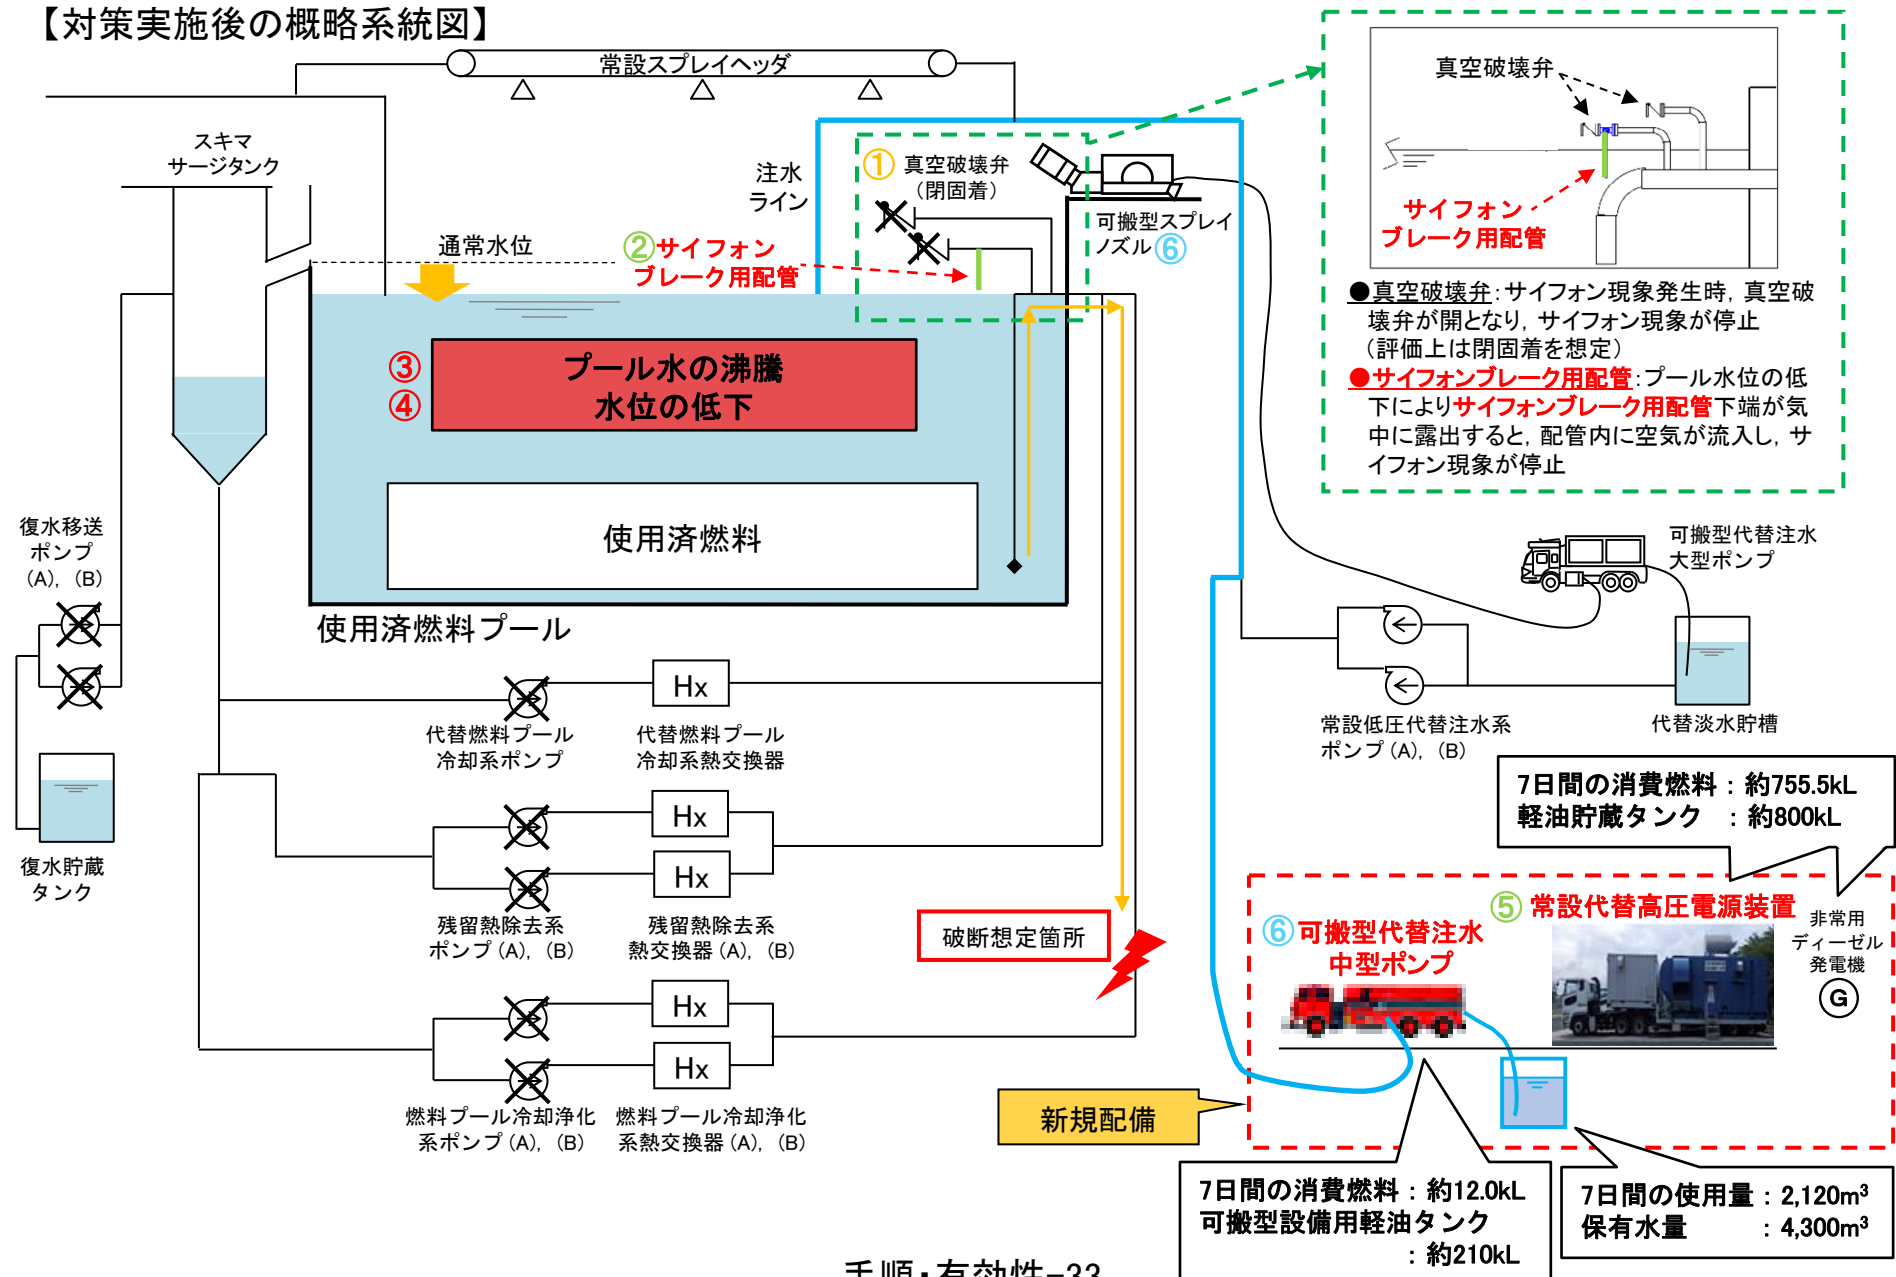 【対策実施後の概略系統図】
常設スプレイヘッダ
スキマ
サージタンク
通常水位
注水
ライン
① 真空破壊弁
(閉固着)
②サイフォン
ブレーク用配管
可搬型スプレイ
ノズル⑥
③
④
プール水の沸騰
水位の低下
使用済燃料
使用済燃料プール
真空破壊弁
サイフォン
ブレーク用配管
●真空破壊弁:サイフォン現象発生時, 真空破
壊弁が開となり, サイフォン現象が停止
(評価上は閉固着を想定)
●サイフォンブレーク用配管:プール水位の低
下によりサイフォンブレーク用配管下端が気
中に露出すると, 配管内に空気が流入し, サ
イフォン現象が停止
復水移送
ポンプ
(A), (B)
復水貯蔵
タンク
Hx
代替燃料プール
冷却系ポンプ
代替燃料プール
冷却系熱交換器
Hx
Hx
残留熱除去系
ポンプ(A), (B)
残留熱除去系
熱交換器(A), (B)
Hx
Hx
燃料プール冷却浄化
系ポンプ(A), (B)
燃料プール冷却浄化
系熱交換器(A), (B)
破断想定箇所
可搬型代替注水
大型ポンプ
常設低圧代替注水系
ポンプ(A), (B)
代替淡水貯槽
7日間の消費燃料:約755.5kL
軽油貯蔵タンク :約800kL
⑤ 常設代替高圧電源装置
⑥可搬型代替注水
中型ポンプ
非常用
ディーゼル
発電機
G
新規配備
7日間の消費燃料:約12.0kL
可搬型設備用軽油タンク
:約210kL
7日間の使用量:2,120m³
保有水量 :4,300m³
手順・有効性-33